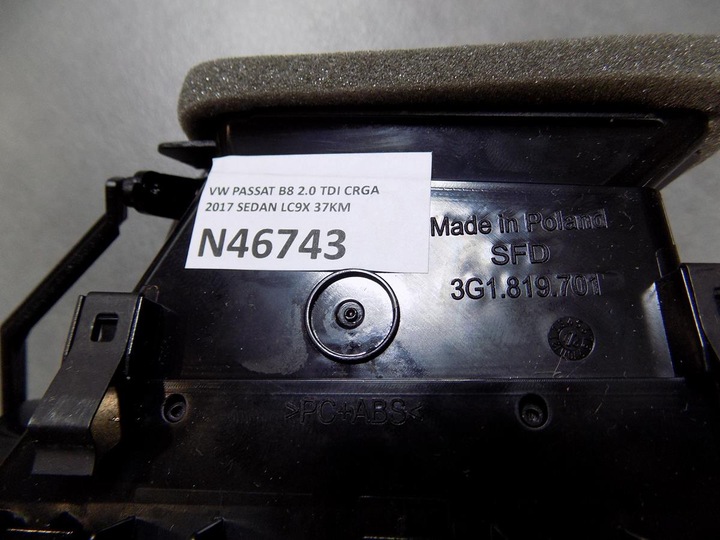 VW PASSAT B8 2.0 TDI CRGA
2017 SEDAN LC9X 37KM
N46743
Made in Poland
SFD
3G1.819.701
>PC+ABS<